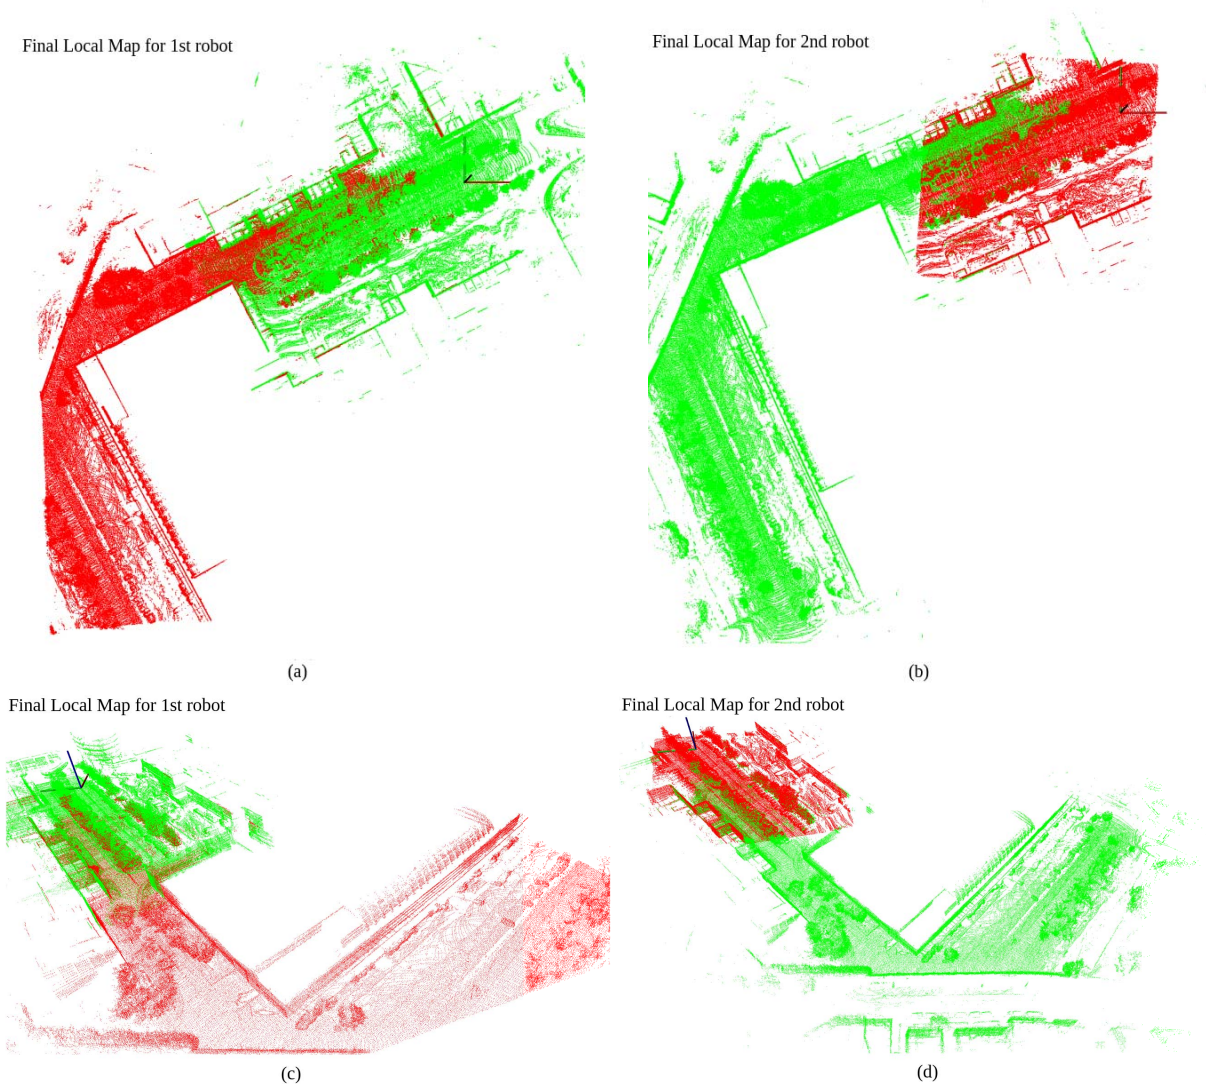 Final Local Map for 1st robot
Final Local Map for 2nd robot
(a)
(b)
Final Local Map for 1st robot
Final Local Map for 2nd robot
(c)
(d)